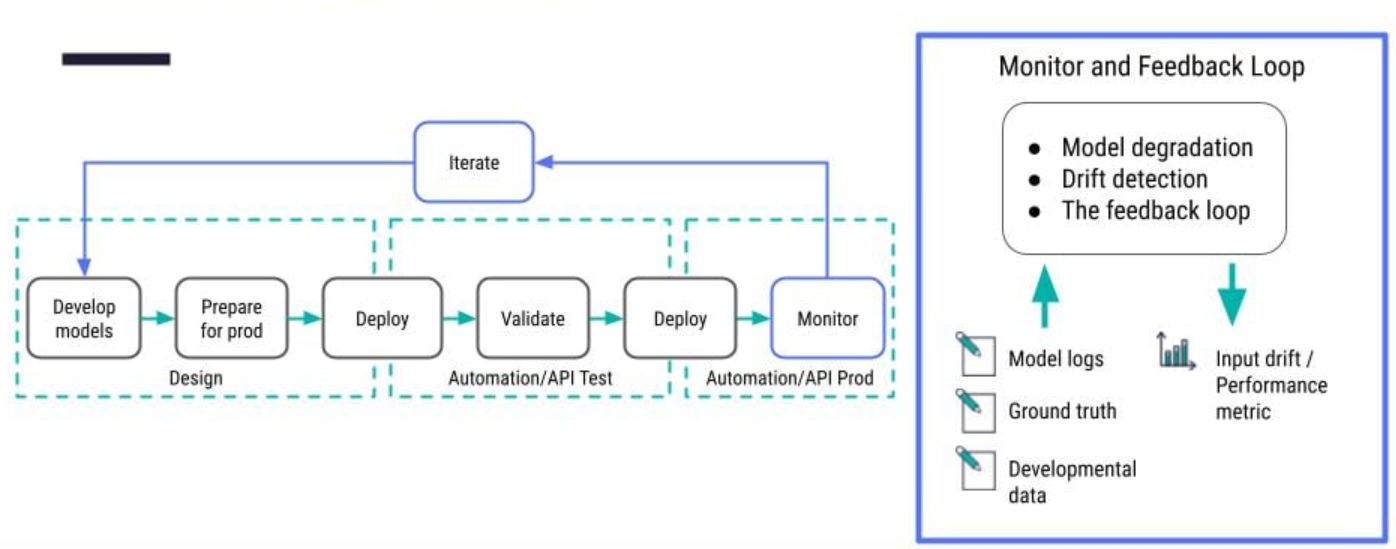 Iterate
Develop
models
Prepare
for prod
Deploy
Validate
Deploy
Monitor
Design
Automation/API Test
Automation/API Prod
Monitor and Feedback Loop
● Model degradation
● Drift detection
● The feedback loop
Model logs
Ground truth
Developmental
data
Input drift /
Performance
metric